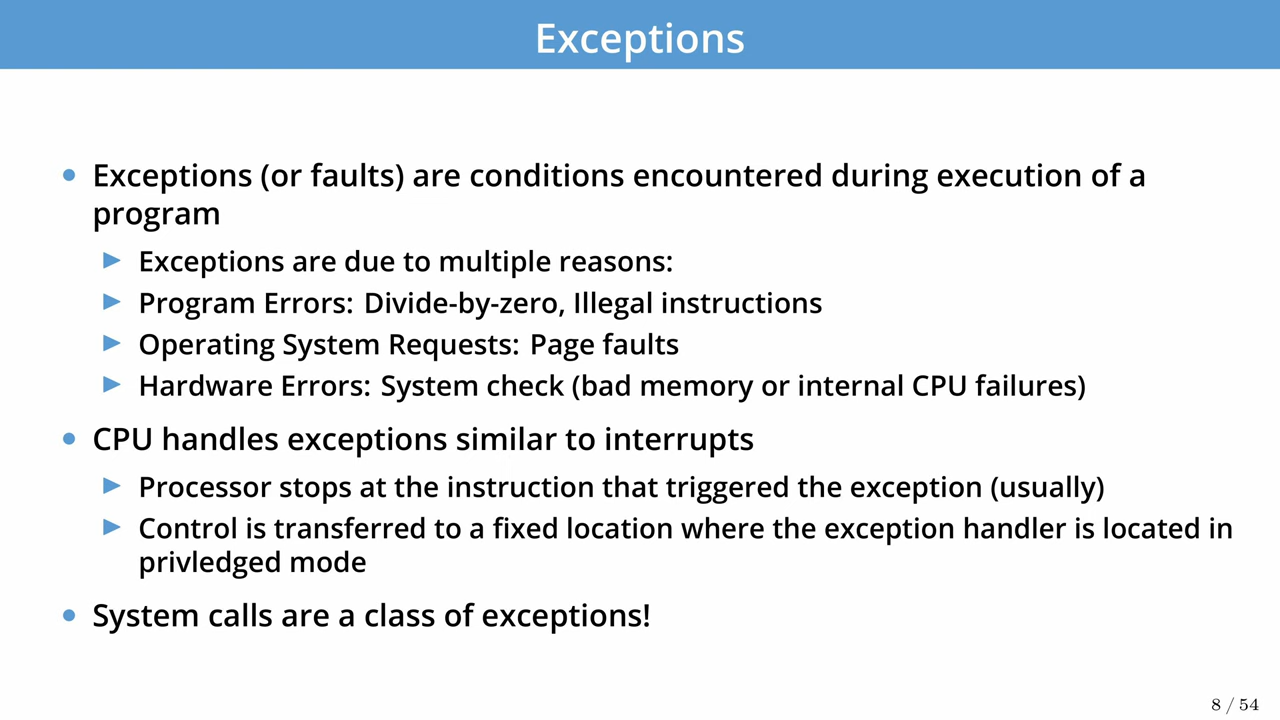 Exceptions
Exceptions (or faults) are conditions encountered during execution of a
program
Exceptions are due to multiple reasons:
Program Errors: Divide-by-zero, Illegal instructions
Operating System Requests: Page faults
Hardware Errors: System check (bad memory or internal CPU failures)
CPU handles exceptions similar to interrupts
Processor stops at the instruction that triggered the exception (usually)
Control is transferred to a fixed location where the exception handler is located in
privledged mode
System calls are a class of exceptions!
8 / 54